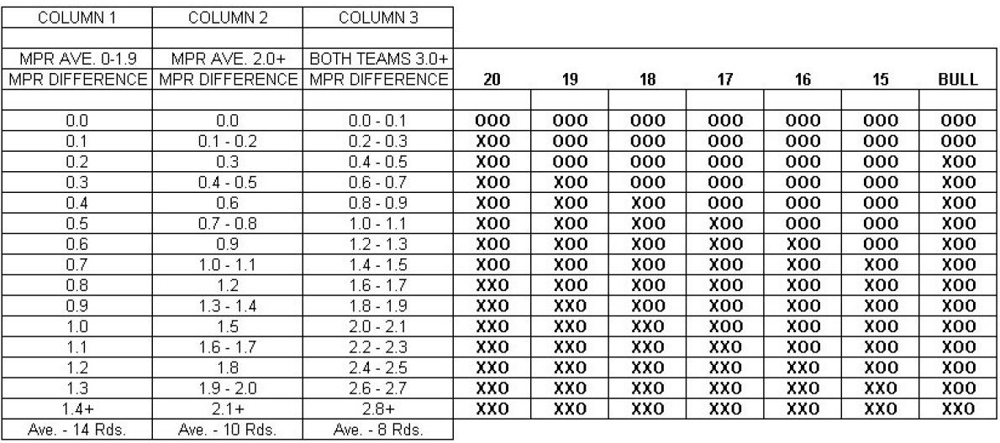 COLUMN 1 COLUMN 2 COLUMN 3
MPR AVE. 0-1.9 MPR AVE. 2.0+ BOTH TEAMS 3.0+
MPR DIFFERENCE MPR DIFFERENCE MPR DIFFERENCE 20 19 18 17 16 15 BULL
0.0 0.0 0.0 - 0.1 OOO OOO OOO OOO OOO OOO OOO
0.1 0.1 - 0.2 0.2 - 0.3 XOO OOO OOO OOO OOO OOO OOO
0.2 0.3 0.4 - 0.5 XOO OOO OOO OOO OOO OOO XOO
0.3 0.4 - 0.5 0.6 - 0.7 XOO XOO OOO OOO OOO OOO XOO
0.4 0.6 0.8 - 0.9 XOO XOO XOO OOO OOO OOO XOO
0.5 0.7 - 0.8 1.0 - 1.1 XOO XOO XOO XOO OOO OOO XOO
0.6 0.9 1.2 - 1.3 XOO XOO XOO XOO XOO OOO XOO
0.7 1.0 - 1.1 1.4 - 1.5 XOO XOO XOO XOO XOO XOO XOO
0.8 1.2 1.6 - 1.7 XXO XOO XOO XOO XOO XOO XOO
0.9 1.3 - 1.4 1.8 - 1.9 XXO XXO XOO XOO XOO XOO XOO
1.0 1.5 2.0 - 2.1 XXO XXO XXO XOO XOO XOO XOO
1.1 1.6 - 1.7 2.2 - 2.3 XXO XXO XXO XXO XOO XOO XOO
1.2 1.8 2.4 - 2.5 XXO XXO XXO XXO XXO XOO XOO
1.3 1.9 - 2.0 2.6 - 2.7 XXO XXO XXO XXO XXO XXO XOO
1.4+ 2.1+ 2.8+ XXO XXO XXO XXO XXO XXO XXO
Ave. - 14 Rds. Ave. - 10 Rds. Ave. - 8 Rds.